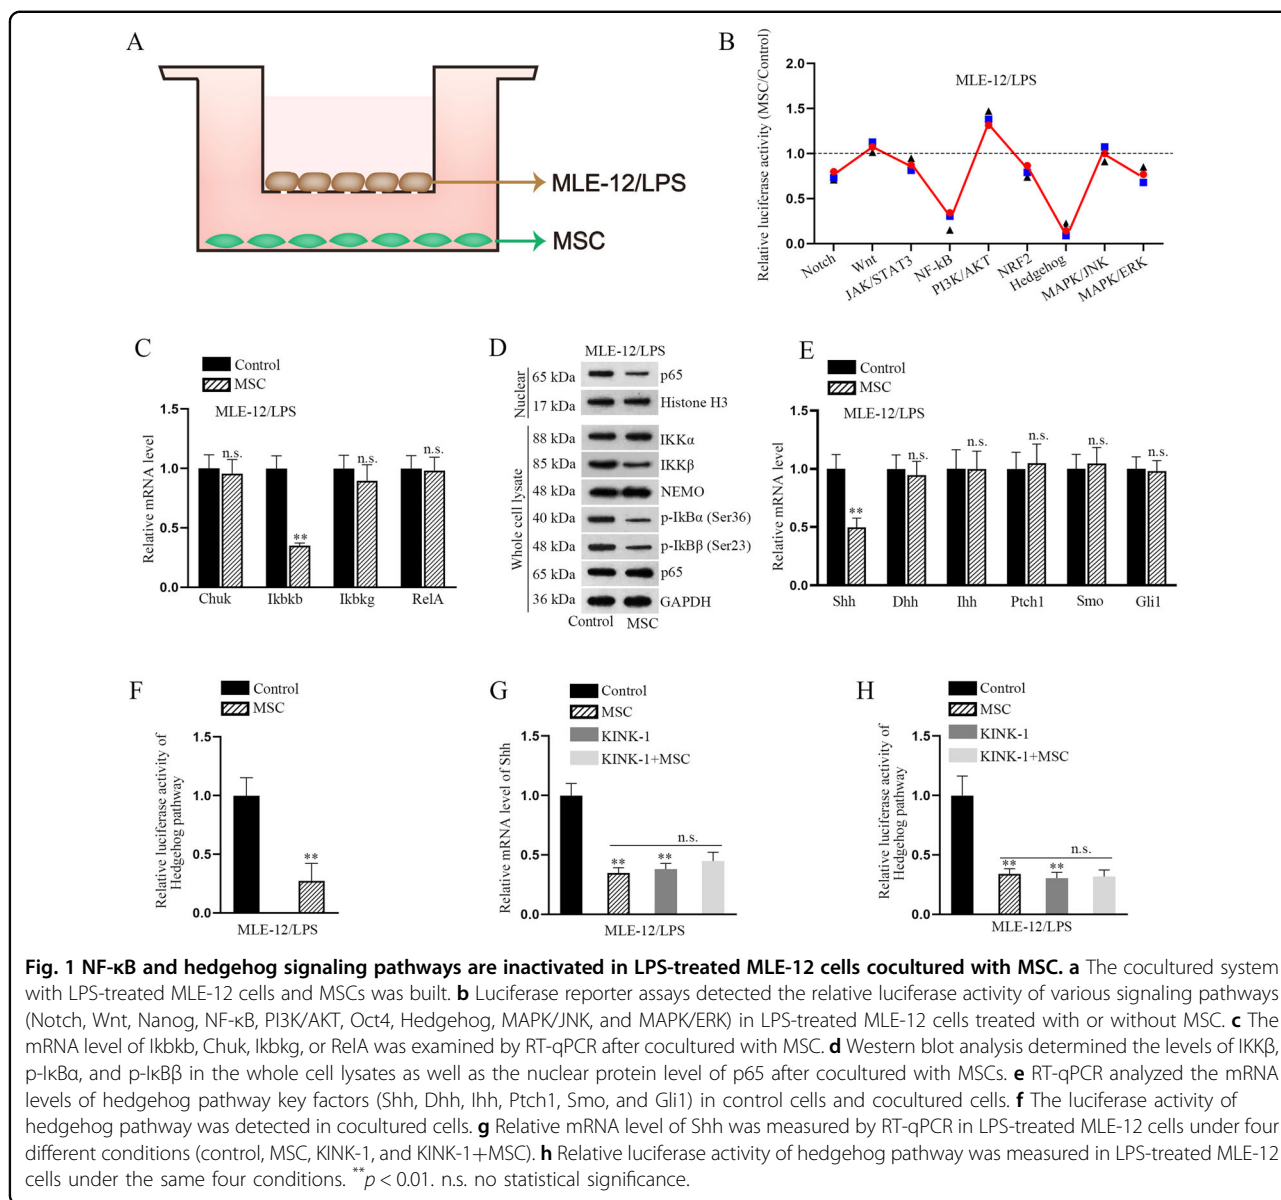 A
MLE-12/LPS
MSC
B
MLE-12/LPS
Relative luciferase activity (MSC/Control)
2.0
1.5
1.0
0.5
0.0
Notch
Wnt
JAK/STAT3
NF-kB
PI3K/AKT
NRF2
Hedgehog
MAPK/JNK
MAPK/ERK
C
Control
MSC
MLE-12/LPS
Relative mRNA level
1.5
1.0
0.5
0.0
n.s.
**
n.s.
n.s.
Chuk Ikbkb Ikbkg RelA
D
MLE-12/LPS
Nuclear
65 kDa p65
17 kDa Histone H3
Whole cell lysate
88 kDa IKKα
85 kDa IKKβ
48 kDa NEMO
40 kDa p-IkBα (Ser36)
48 kDa p-IkBβ (Ser23)
65 kDa p65
36 kDa GAPDH
Control MSC
E
Control
MSC
MLE-12/LPS
Relative mRNA level
1.5
1.0
0.5
0.0
**
n.s.
n.s.
n.s.
n.s.
n.s.
Shh Dhh Ihh Ptch1 Smo Gli1
F
Control
MSC
Relative luciferase activity of
Hedgehog pathway
1.5
1.0
0.5
0.0
**
MLE-12/LPS
G
Control
MSC
KINK-1
KINK-1+MSC
Relative mRNA level of Shh
1.5
1.0
0.5
0.0
n.s.
**
**
MLE-12/LPS
H
Control
MSC
KINK-1
KINK-1+MSC
Relative luciferase activity of
Hedgehog pathway
1.5
1.0
0.5
0.0
n.s.
**
**
MLE-12/LPS
Fig. 1 NF-κB and hedgehog signaling pathways are inactivated in LPS-treated MLE-12 cells cocultured with MSC. a The cocultured system
with LPS-treated MLE-12 cells and MSCs was built. b Luciferase reporter assays detected the relative luciferase activity of various signaling pathways
(Notch, Wnt, Nanog, NF-κB, PI3K/AKT, Oct4, Hedgehog, MAPK/JNK, and MAPK/ERK) in LPS-treated MLE-12 cells treated with or without MSC. c The
mRNA level of Ikbkb, Chuk, Ikbkg, or RelA was examined by RT-qPCR after cocultured with MSC. d Western blot analysis determined the levels of IKKβ,
p-IκBα, and p-IκBβ in the whole cell lysates as well as the nuclear protein level of p65 after cocultured with MSCs. e RT-qPCR analyzed the mRNA
levels of hedgehog pathway key factors (Shh, Dhh, Ihh, Ptch1, Smo, and Gli1) in control cells and cocultured cells. f The luciferase activity of
hedgehog pathway was detected in cocultured cells. g Relative mRNA level of Shh was measured by RT-qPCR in LPS-treated MLE-12 cells under four
different conditions (control, MSC, KINK-1, and KINK-1+MSC). h Relative luciferase activity of hedgehog pathway was measured in LPS-treated MLE-12
cells under the same four conditions. **p < 0.01. n.s. no statistical significance.